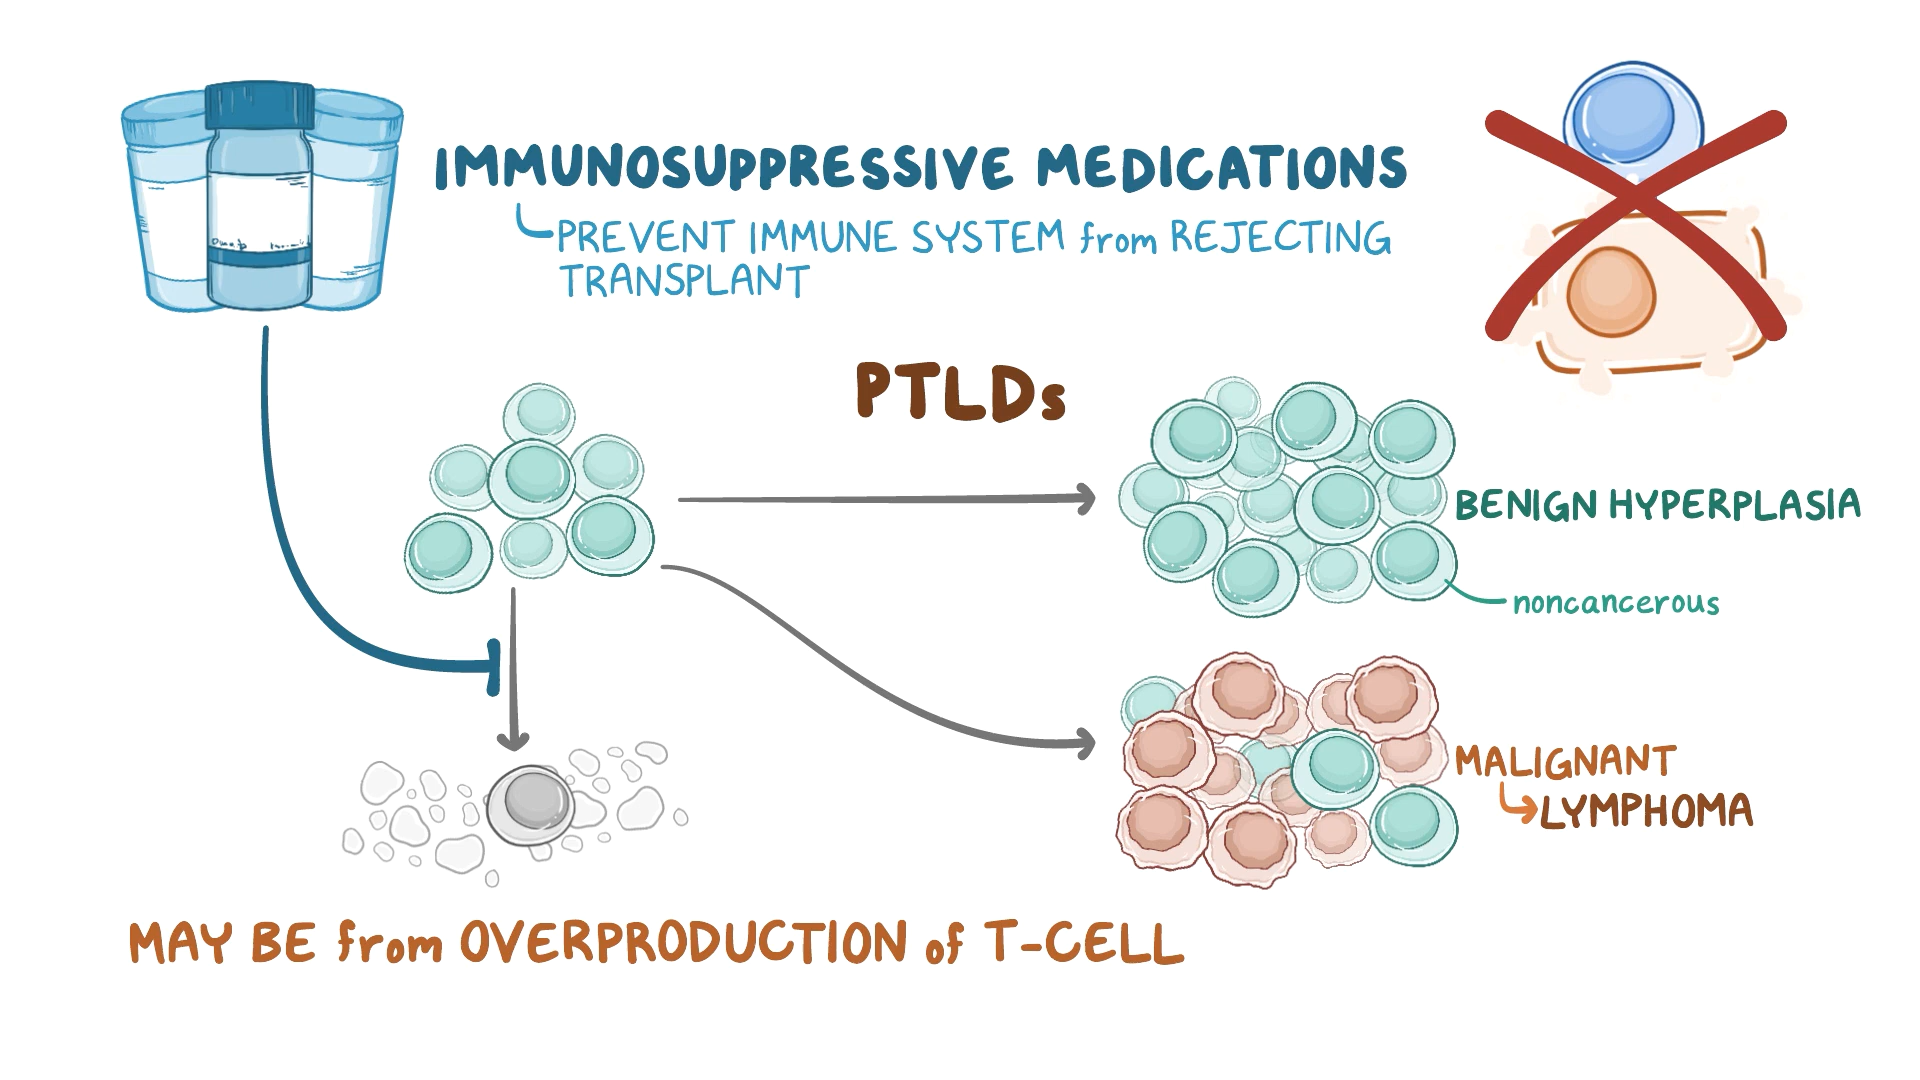 IMMUNOSUPPRESSIVE MEDICATIONS
PREVENT IMMUNE SYSTEM from REJECTING
TRANSPLANT
PTLDs
BENIGN HYPERPLASIA
noncancerous
MALIGNANT
LYMPHOMA
MAY BE from OVERPRODUCTION of T-CELL